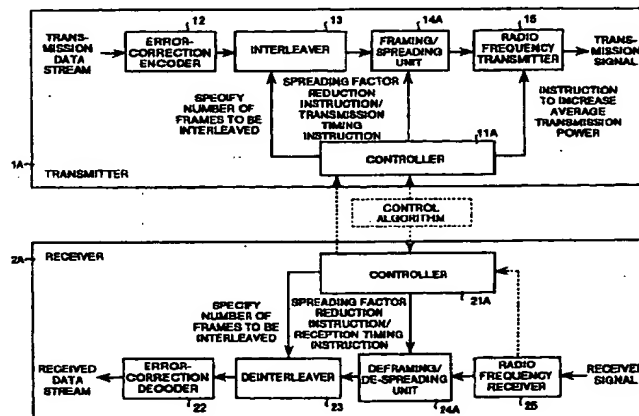 12
13
14A
15
TRANS-
MISSION
DATA
STREAM
ERROR-
CORRECTION
ENCODER
INTERLEAVER
FRAMING/
SPREADING
UNIT
RADIO
FREQUENCY
TRANSMITTER
TRANS-
MISSION
SIGNAL
SPECIFY
NUMBER OF
FRAMES TO BE
INTERLEAVED
SPREADING FACTOR
REDUCTION
INSTRUCTION/
TRANSMISSION
TIMING
INSTRUCTION
INSTRUCTION
TO INCREASE
AVERAGE
TRANSMISSION
POWER
11A
CONTROLLER
1A
TRANSMITTER
CONTROL
ALGORITHM
2A
RECEIVER
CONTROLLER
21A
SPECIFY
NUMBER OF
FRAMES TO BE
INTERLEAVED
SPREADING FACTOR
REDUCTION
INSTRUCTION/
RECEPTION TIMING
INSTRUCTION
RECEIVED
DATA
STREAM
ERROR-
CORRECTION
DECODER
DEINTERLEAVER
DEFRAMING/
DE-SPREADING
UNIT
RADIO
FREQUENCY
RECEIVER
RECEIVED
SIGNAL
22
23
24A
25